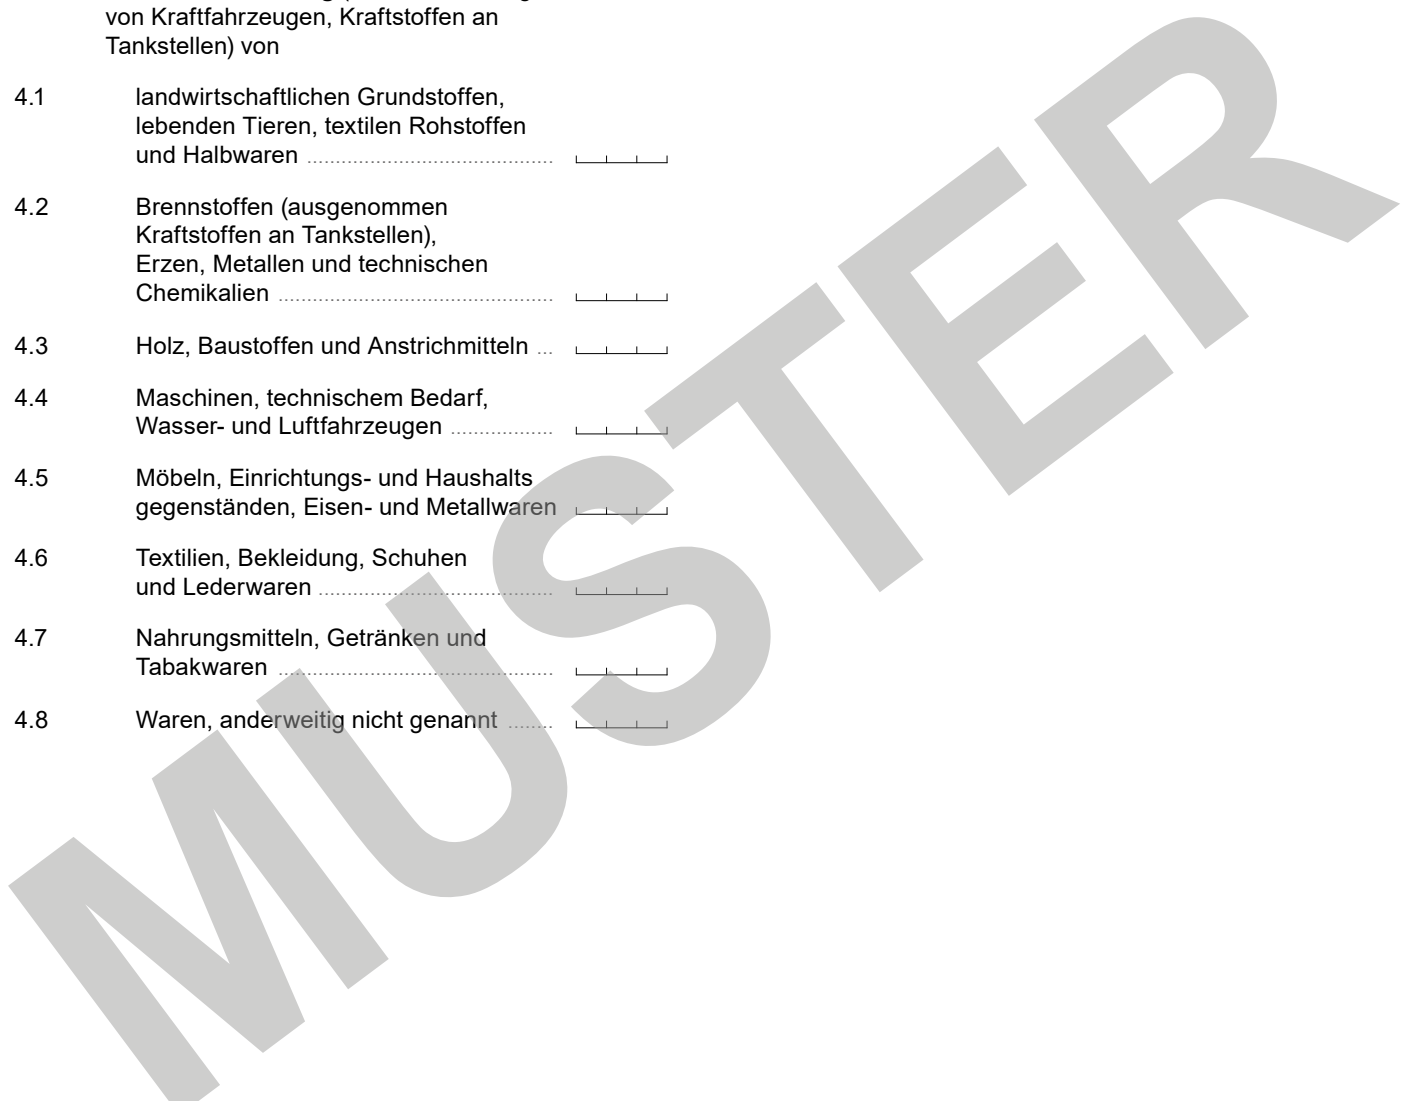 von Kraftfahrzeugen, Kraftstoffen an
Tankstellen) von
4.1 landwirtschaftlichen Grundstoffen,
lebenden Tieren, textilen Rohstoffen
und Halbwaren
4.2 Brennstoffen (ausgenommen
Kraftstoffen an Tankstellen),
Erzen, Metallen und technischen
Chemikalien
4.3 Holz, Baustoffen und Anstrichmitteln
4.4 Maschinen, technischem Bedarf,
Wasser- und Luftfahrzeugen
4.5 Möbeln, Einrichtungs- und Haushalts
gegenständen, Eisen- und Metallwaren
4.6 Textilien, Bekleidung, Schuhen
und Lederwaren
4.7 Nahrungsmitteln, Getränken und
Tabakwaren
4.8 Waren, anderweitig nicht genannt
MUSTER